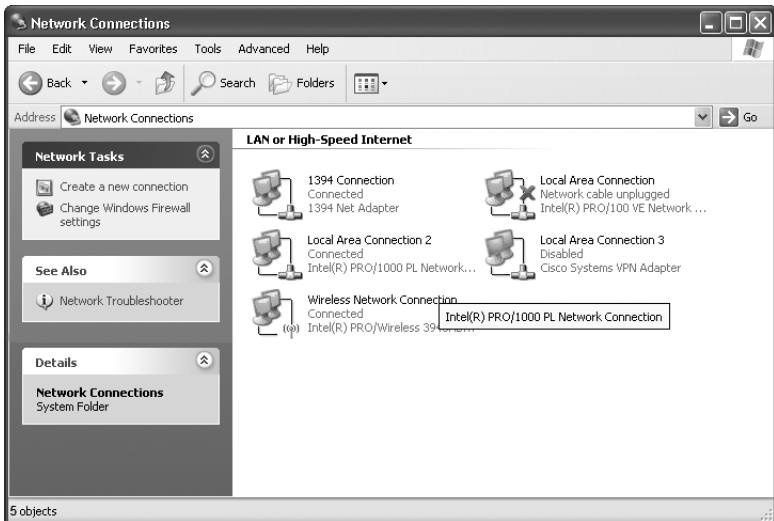 Network Connections
File Edit View Favorites Tools Advanced Help
Back Search Folders
Address Network Connections Go
Network Tasks
Create a new connection
Change Windows Firewall
settings
See Also
Network Troubleshooter
Details
Network Connections
System Folder
LAN or High-Speed Internet
1394 Connection
Connected
1394 Net Adapter
Local Area Connection
Network cable unplugged
Intel(R) PRO/100 VE Network ...
Local Area Connection 2
Connected
Intel(R) PRO/1000 PL Network...
Local Area Connection 3
Disabled
Cisco Systems VPN Adapter
Wireless Network Connection
Connected
Intel(R) PRO/Wireless
Intel(R) PRO/1000 PL Network Connection
5 objects